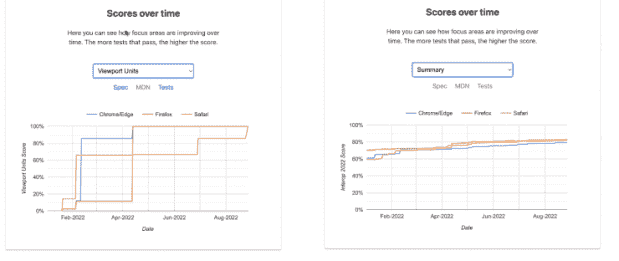 Scores over time
Here you can see how focus areas are improving over
time. The more tests that pass, the higher the score.
Viewport Units
Spec MDN Tests
Chrome/Edge Firefox Safari
100%
80%
60%
40%
20%
0%
Viewport Units Score
Feb-2022 Apr-2022 Jun-2022 Aug-2022
Date
Scores over time
Here you can see how focus areas are improving over
time. The more tests that pass, the higher the score.
Summary
Spec MDN Tests
Chrome/Edge Firefox Safari
100%
80%
60%
40%
20%
0%
Interop 2022 Score
Feb-2022 Apr-2022 Jun-2022 Aug-2022
Date